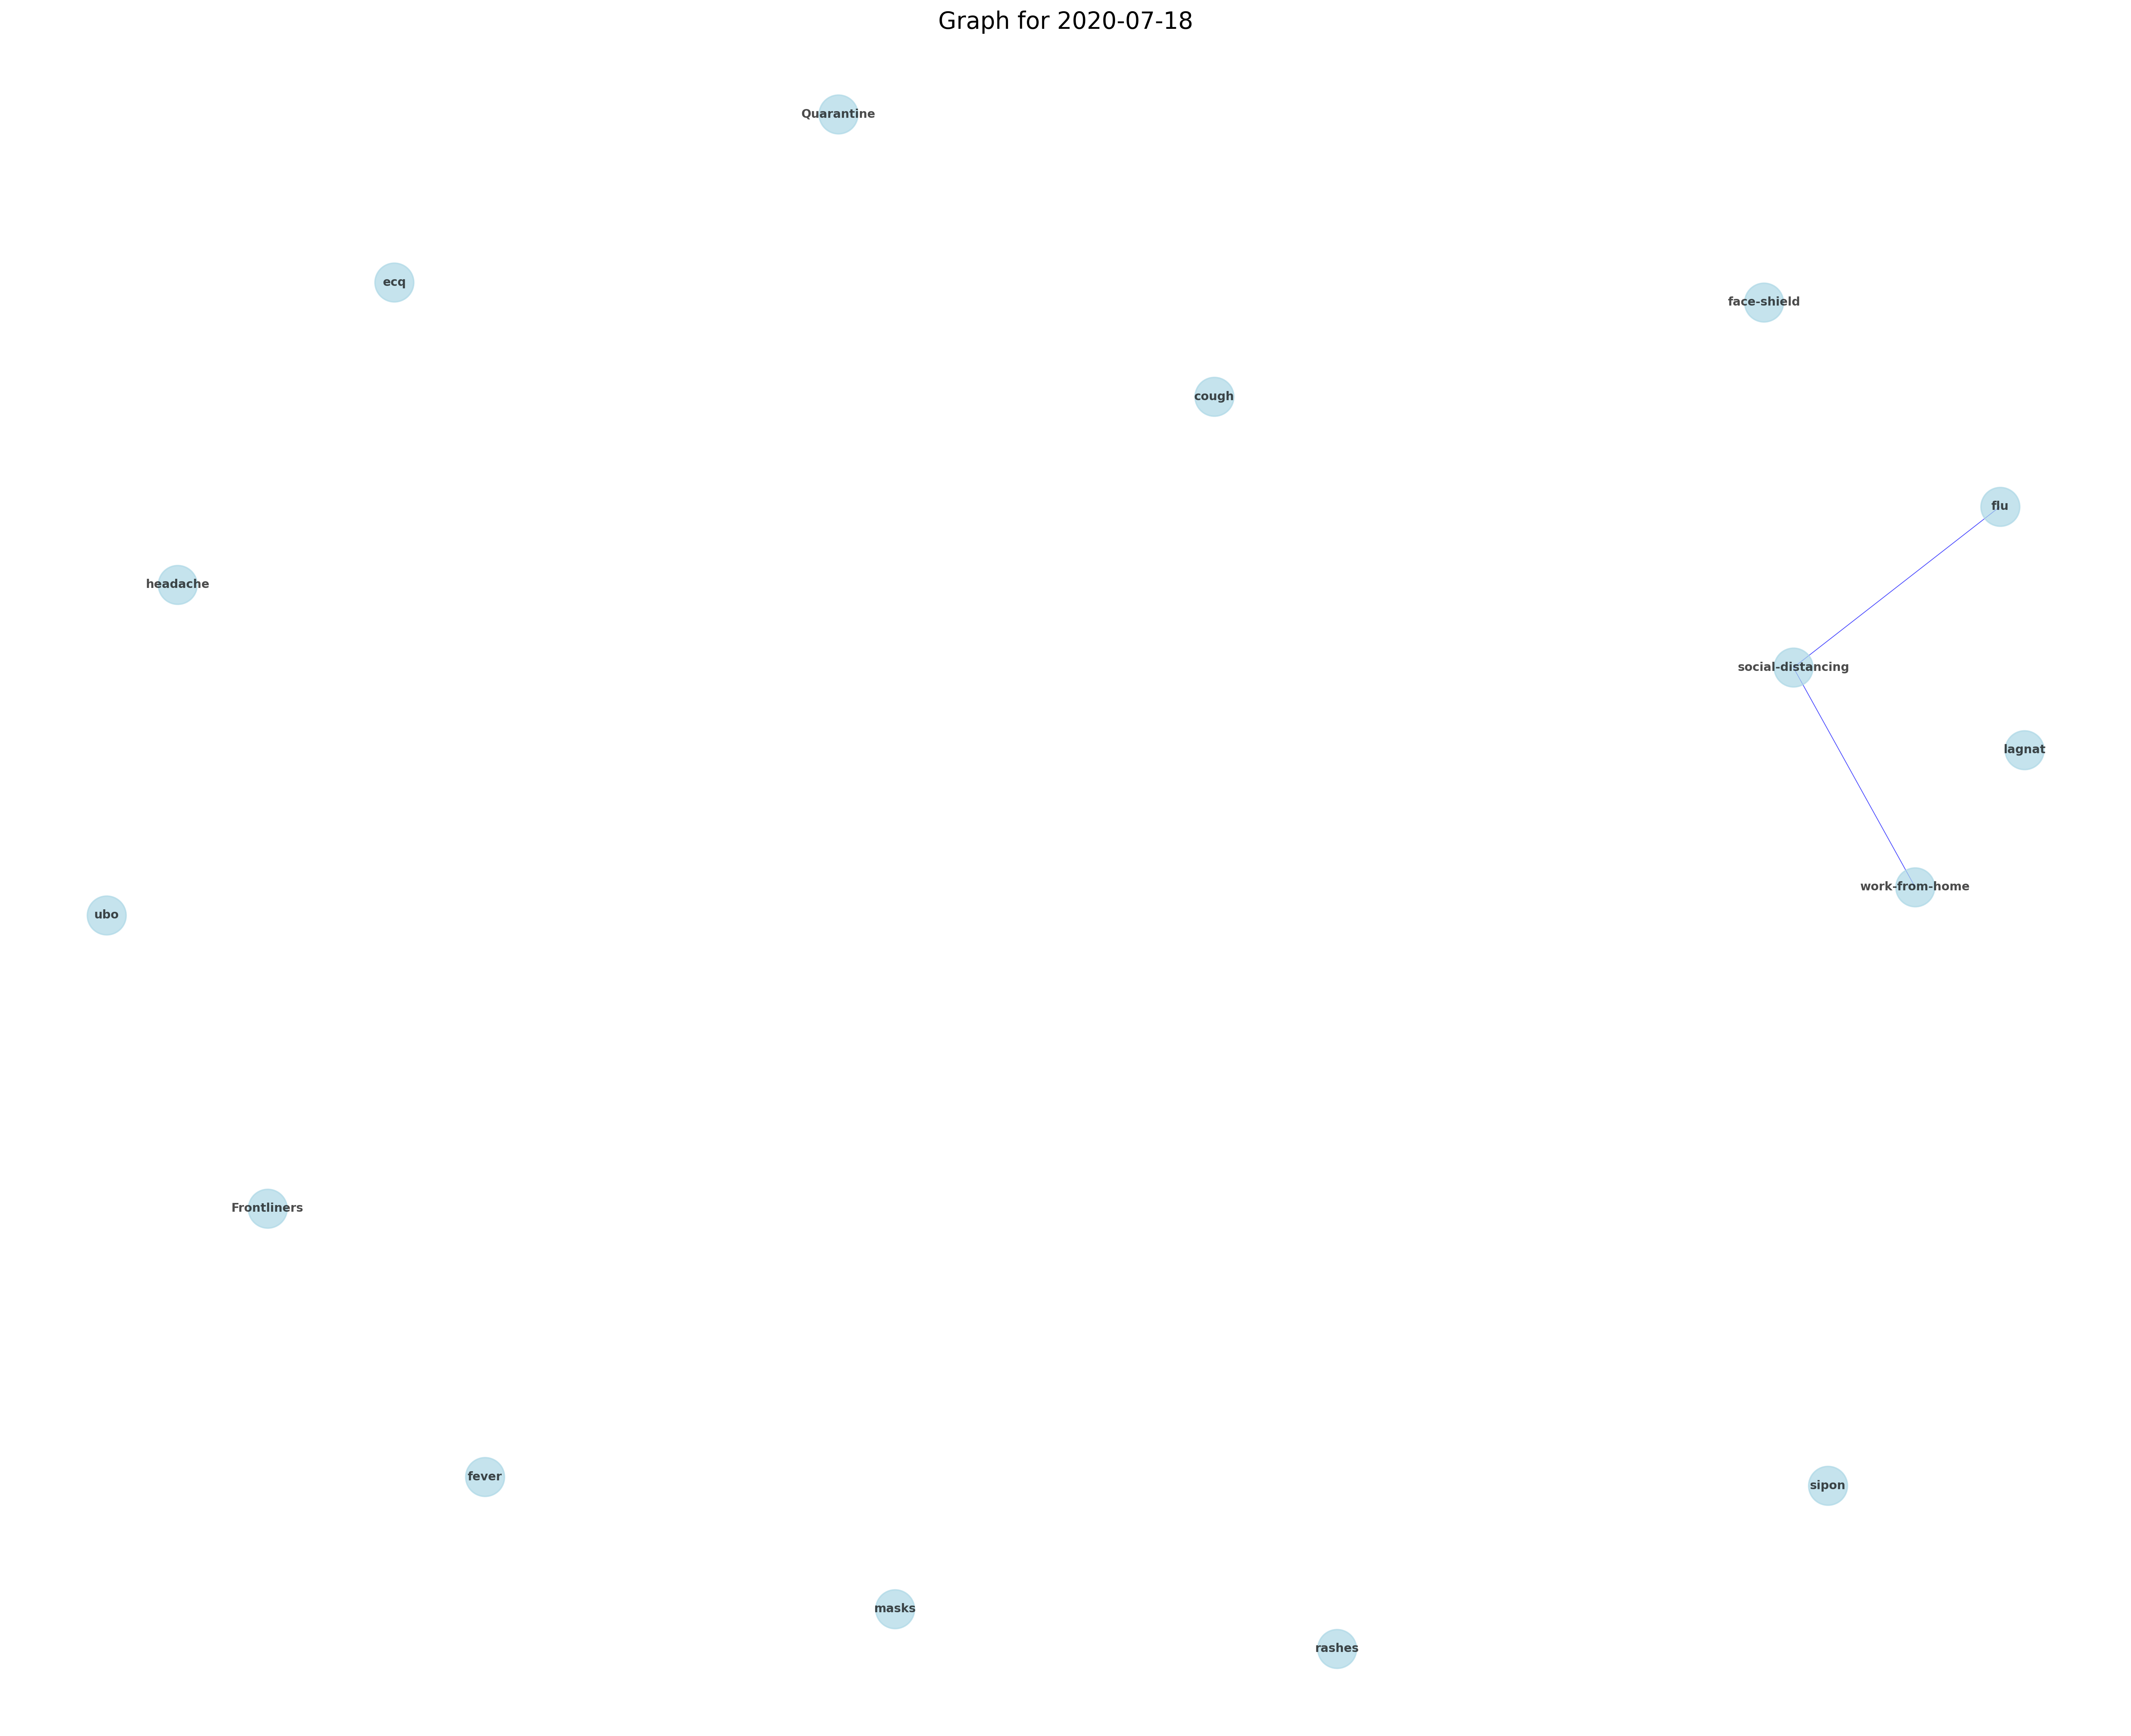 Graph for 2020-07-18
Quarantine
ecq
face-shield
cough
flu
headache
social-distancing
lagnat
work-from-home
ubo
Frontliners
fever
sipon
masks
rashes